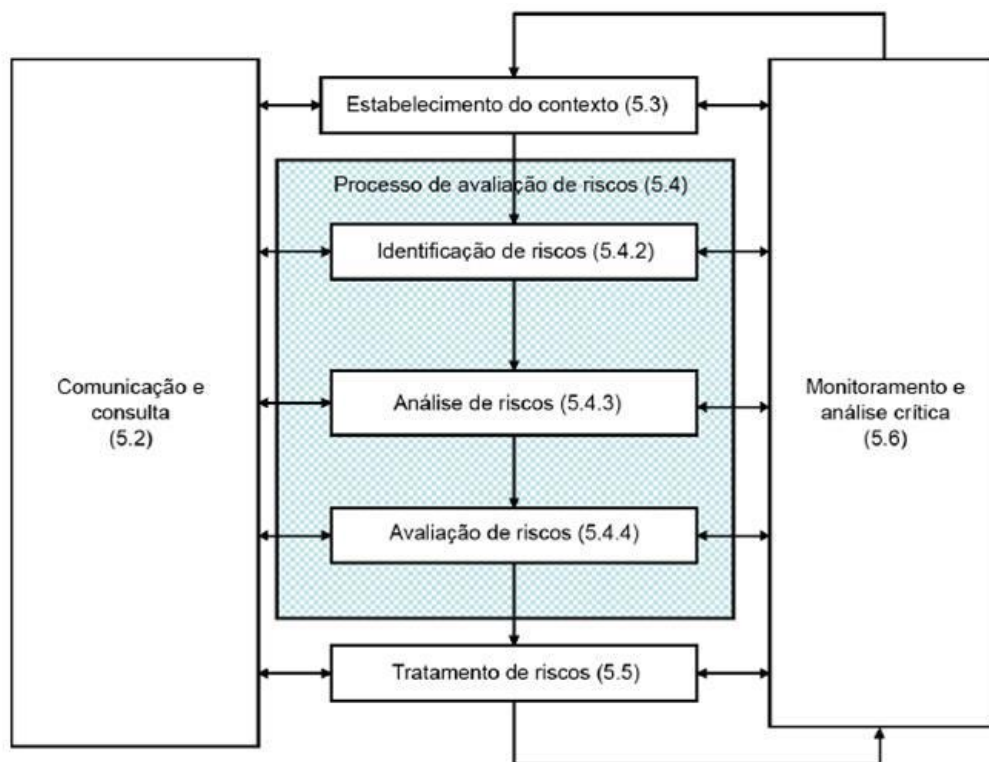 Estabelecimento do contexto (5.3)
Processo de avaliação de riscos (5.4)
Identificação de riscos (5.4.2)
Comunicação e
consulta
(5.2)
Análise de riscos (5.4.3)
Monitoramento e
análise crítica
(5.6)
Avaliação de riscos (5.4.4)
Tratamento de riscos (5.5)